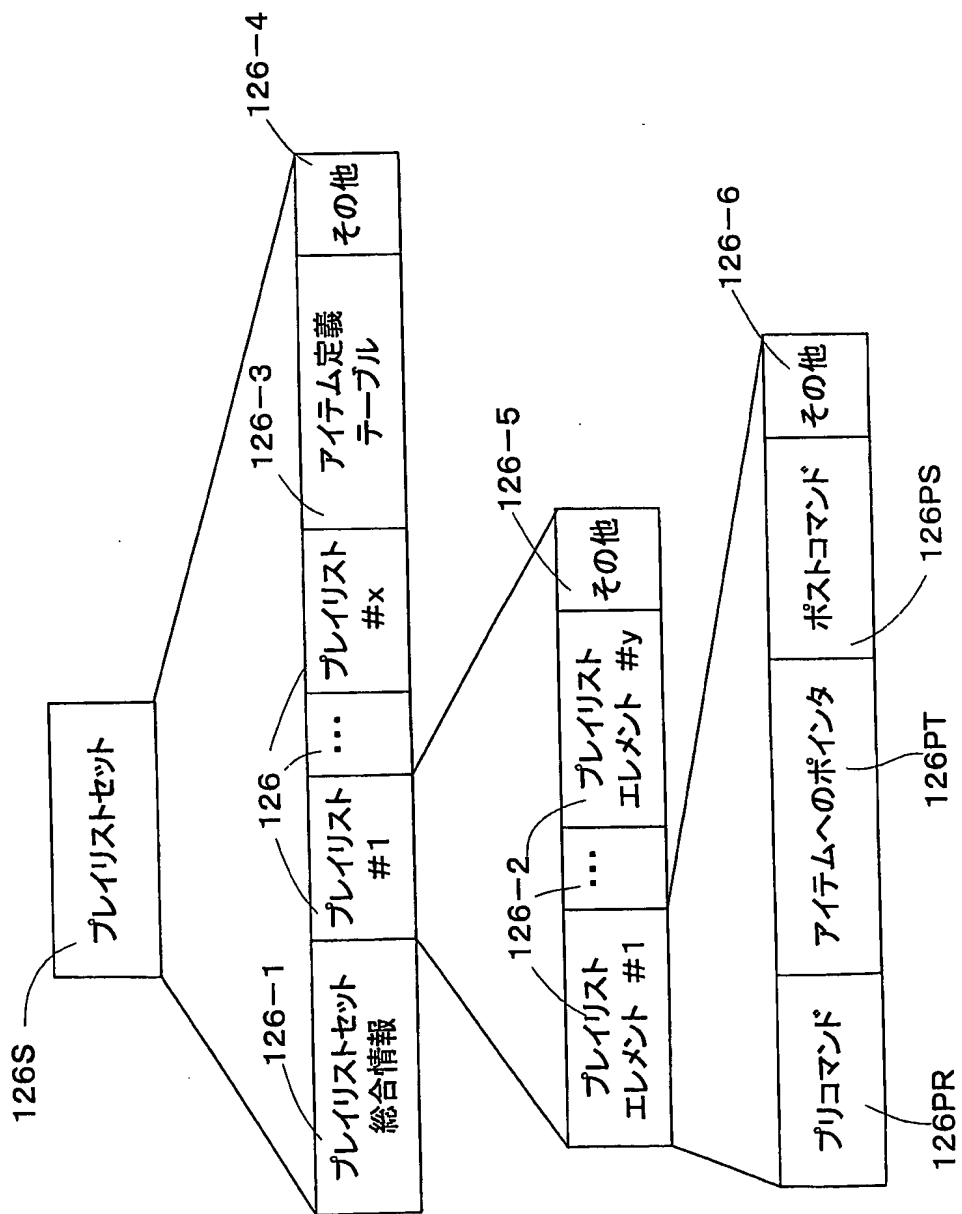 126S
プレイリストセット
126-1
126
126-3
126-4
プレイリストセット
総合情報
プレイリスト
#1
･･･
プレイリスト
#x
アイテム定義
テーブル
その他
126-2
126-5
プレイリスト
エレメント #1
･･･
プレイリスト
エレメント #y
その他
126-6
プリコマンド
アイテムへのポインタ
ポストコマンド
その他
126PR
126PT
126PS